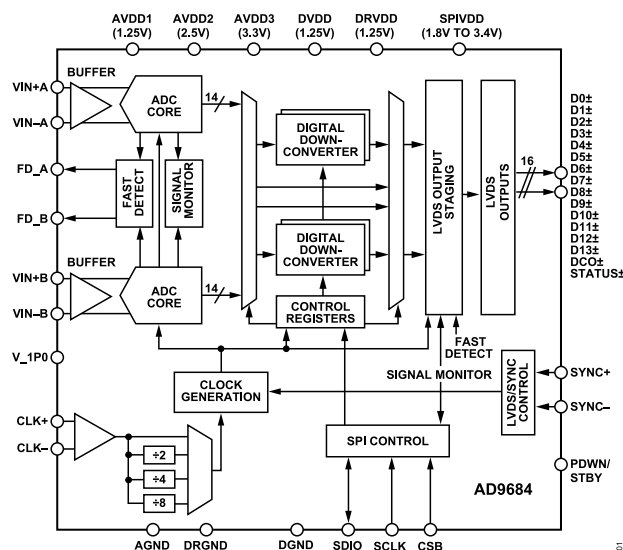 AVDD1
(1.25V)
AVDD2
(2.5V)
AVDD3
(3.3V)
DVDD
(1.25V)
DRVDD
(1.25V)
SPIVDD
(1.8V TO 3.4V)
BUFFER
VIN+A
VIN–A
ADC
CORE
14
DIGITAL
DOWN-
CONVERTER
LVDS OUTPUT
STAGING
LVDS
OUTPUTS
16
D0±
D1±
D2±
D3±
D4±
D5±
D6±
D7±
D8±
D9±
D10±
D11±
D12±
D13±
DCO±
STATUS±
FD_A
FD_B
FAST
DETECT
SIGNAL
MONITOR
DIGITAL
DOWN-
CONVERTER
BUFFER
VIN+B
VIN–B
ADC
CORE
14
CONTROL
REGISTERS
FAST
DETECT
V_1P0
CLOCK
GENERATION
SIGNAL MONITOR
LVDS/SYNC
CONTROL
SYNC+
SYNC–
CLK+
CLK–
÷2
÷4
÷8
SPI CONTROL
PDWN/
STBY
AD9684
AGND
DRGND
DGND
SDIO
SCLK
CSB